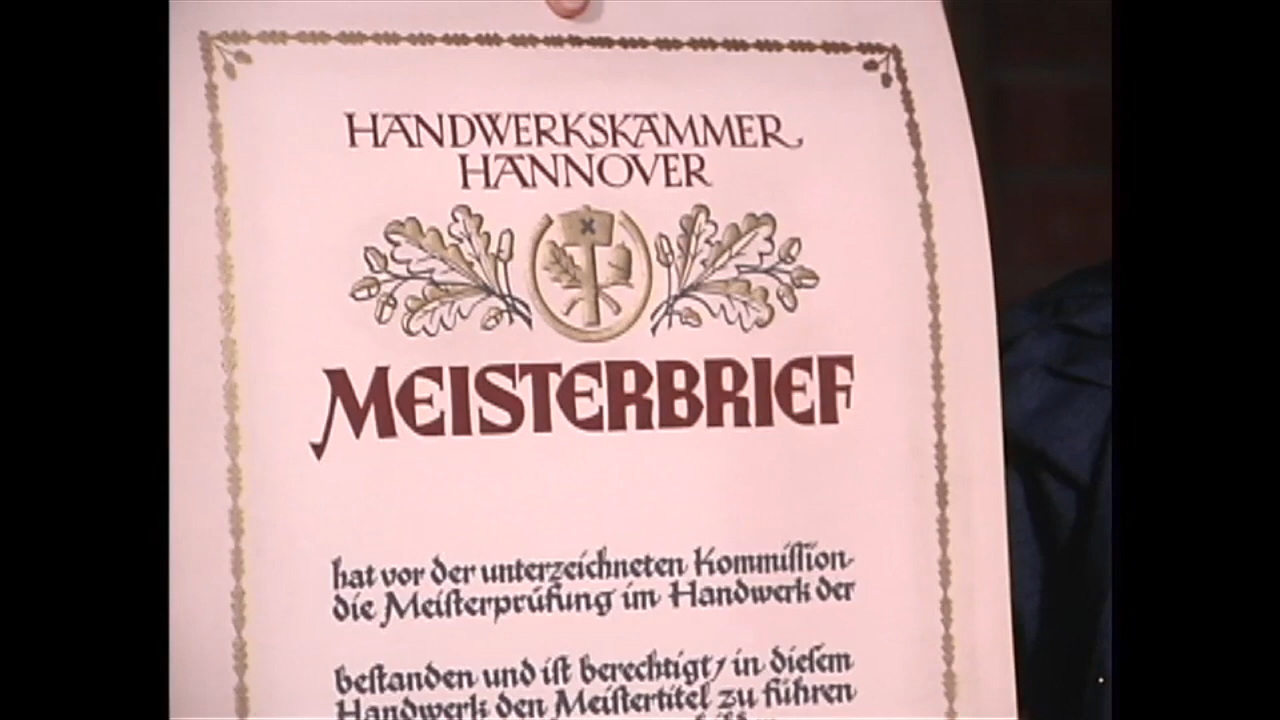 HANDWERKSKAMMER
HANNOVER
MEISTERBRIEF
hat vor der unterzeichneten Kommiſſion
die Meiſterprüfung im Handwerk der
beſtanden und iſt berechtigt, in dieſem
Handwerk den Meiſtertitel zu führen